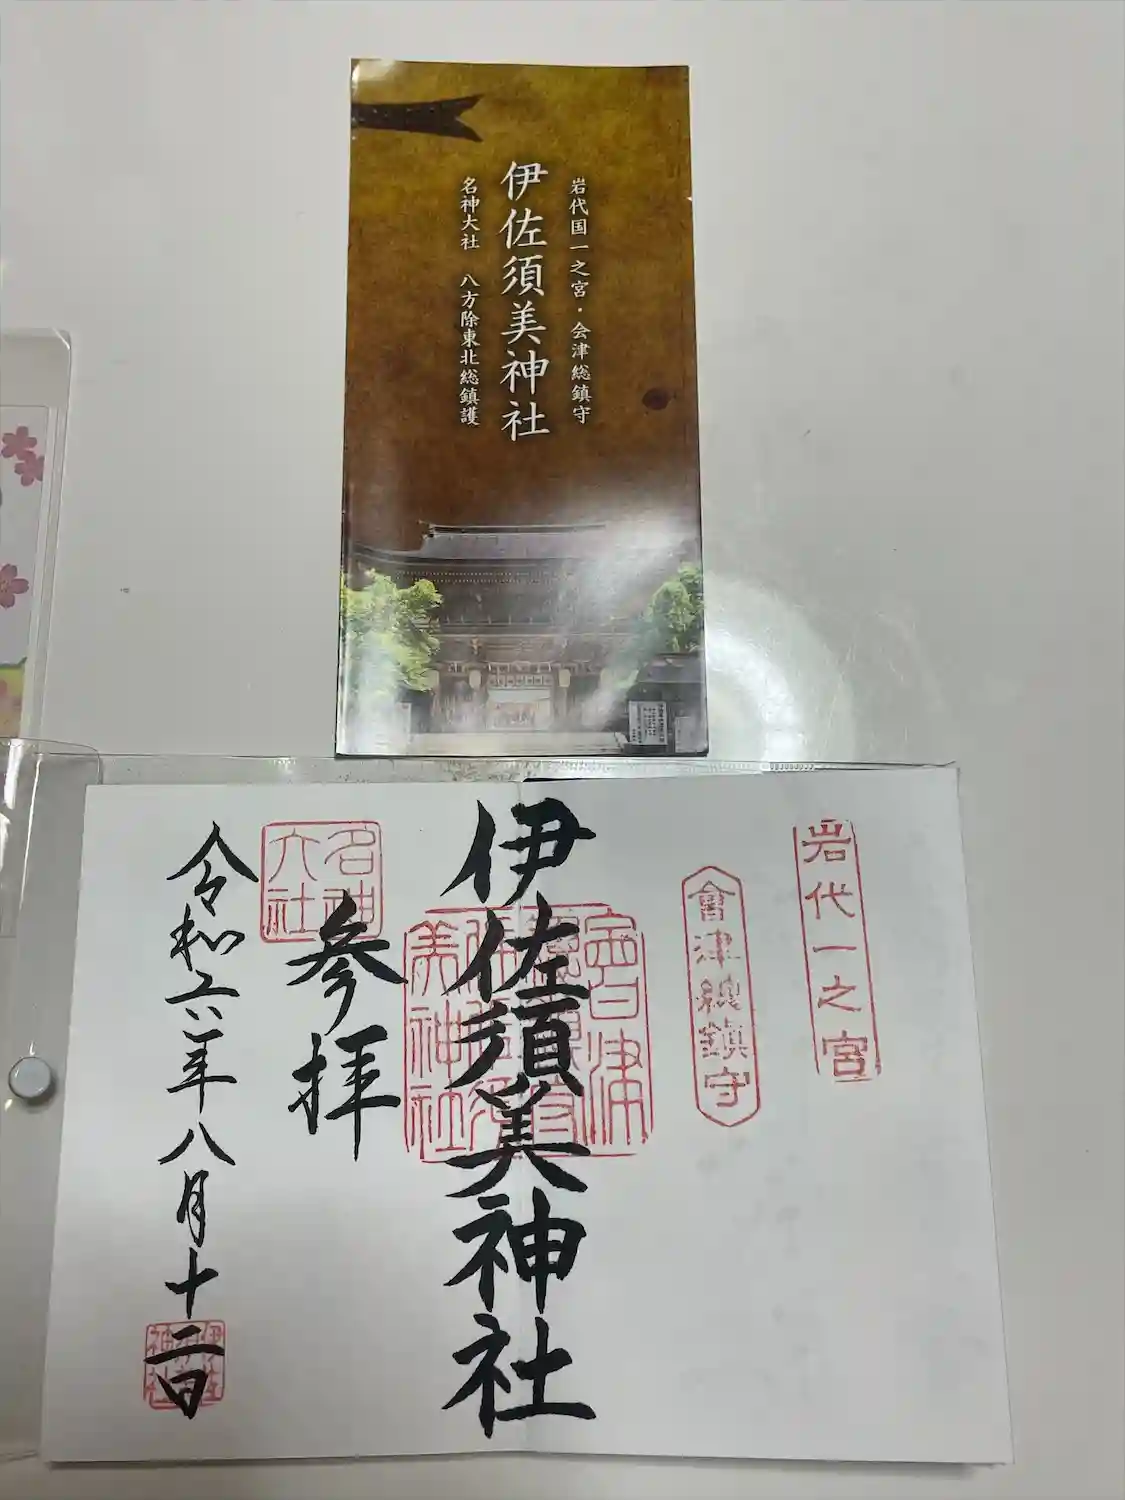 岩代国一之宮・会津総鎮守
伊佐須美神社
名神大社 八方除東北総鎮護
岩代一之宮
會津總鎮守
伊佐須美神社
参拝
名神
大社
令和六年八月十二日